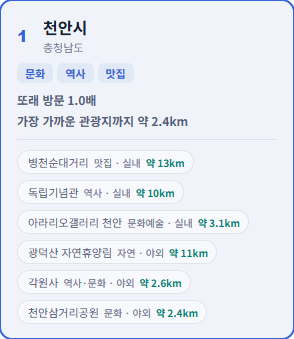 1 천안시
충청남도
문화 역사 맛집
또래 방문 1.0배
가장 가까운 관광지까지 약 2.4km
병천순대거리 맛집 · 실내 약 13km
독립기념관 역사 · 실내 약 10km
아라리오갤러리 천안 문화예술 · 실내 약 3.1km
광덕산 자연휴양림 자연 · 야외 약 11km
각원사 역사·문화 · 야외 약 2.6km
천안삼거리공원 문화 · 야외 약 2.4km